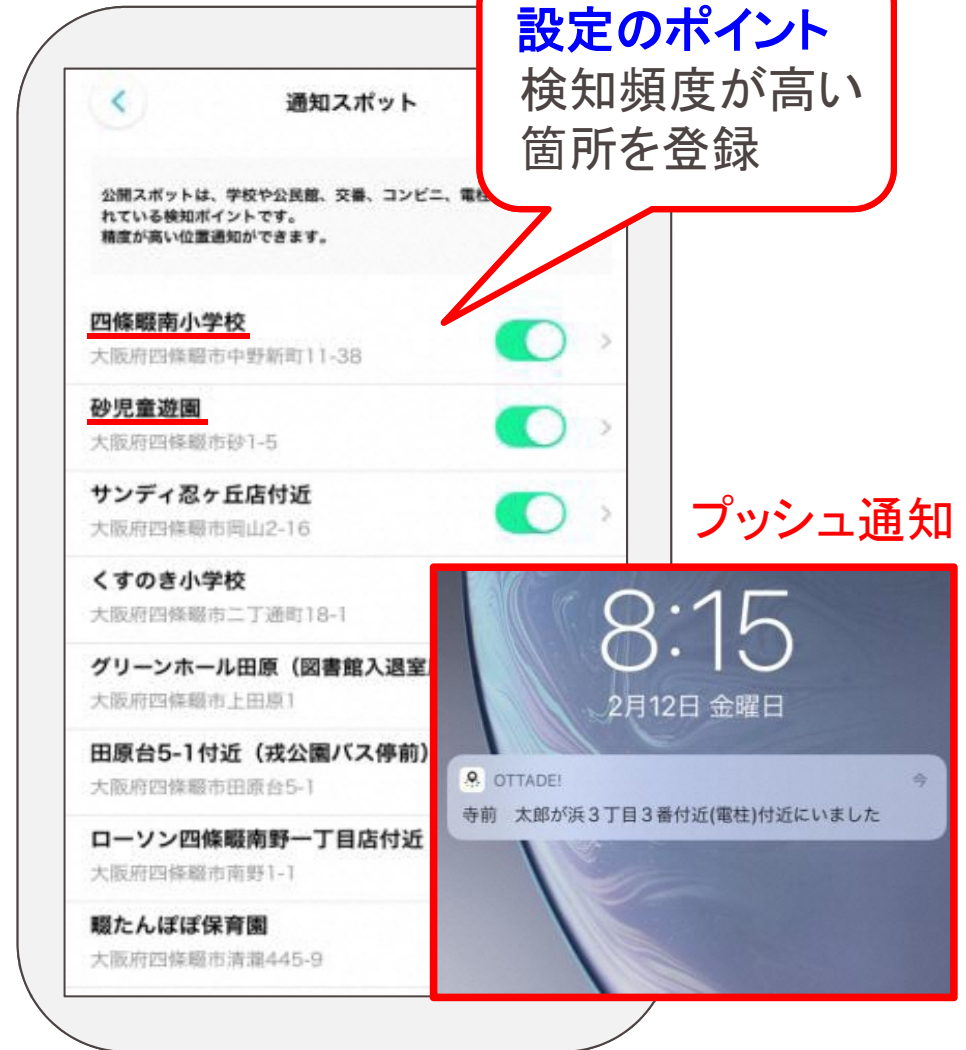 設定のポイント
検知頻度が高い
箇所を登録
通知スポット
公開スポットは、学校や公民館、交番、コンビニ、電柱
れている検知ポイントです。
精度が高い位置通知ができます。
四條畷南小学校
大阪府四條畷市中野新町11-38
砂児童遊園
大阪府四條畷市砂1-5
サンディ忍ヶ丘店付近
大阪府四條畷市岡山2-16
くすのき小学校
大阪府四條畷市二丁通町18-1
グリーンホール田原（図書館入退室
大阪府四條畷市上田原1
田原台5-1付近（戎公園バス停前）
大阪府四條畷市田原台5-1
ローソン四條畷南野一丁目店付近
大阪府四條畷市南野1-1
畷たんぽぽ保育園
大阪府四條畷市清瀧445-9
プッシュ通知
8:15
2月12日 金曜日
OTTADE!
今
寺前　太郎が浜３丁目３番付近(電柱)付近にいました